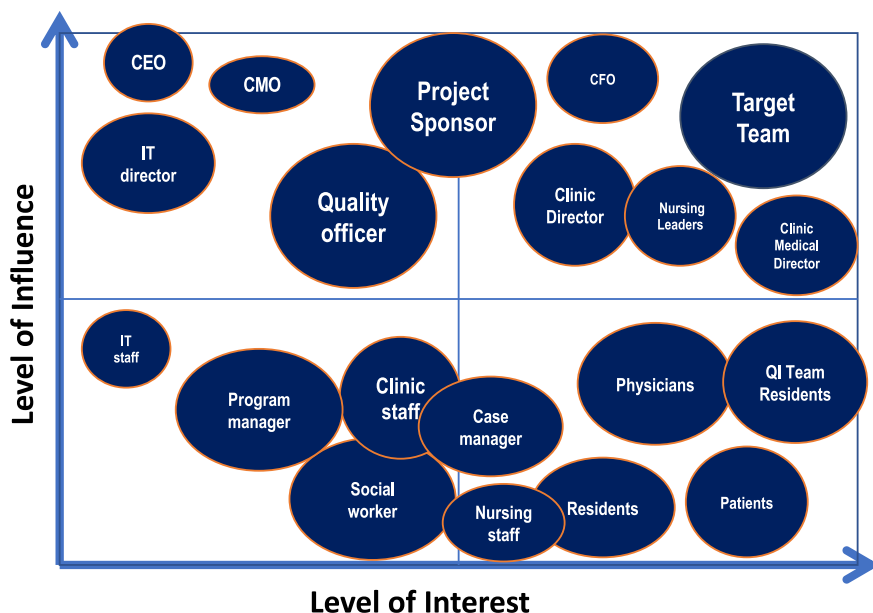 CEO
CMO
Project
Sponsor
CFO
Target
Team
IT
director
Quality
officer
Clinic
Director
Nursing
Leaders
Clinic
Medical
Director
Level of Influence
IT
staff
Program
manager
Clinic
staff
Case
manager
Physicians
QI Team
Residents
Social
worker
Nursing
staff
Residents
Patients
Level of Interest